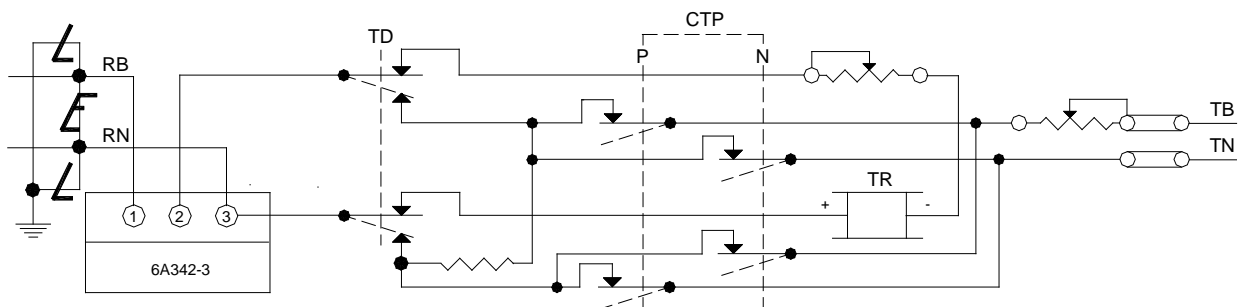 CTP
TD
P N
RB
TB
RN
TN
TR
+ -
1 2 3
6A342-3